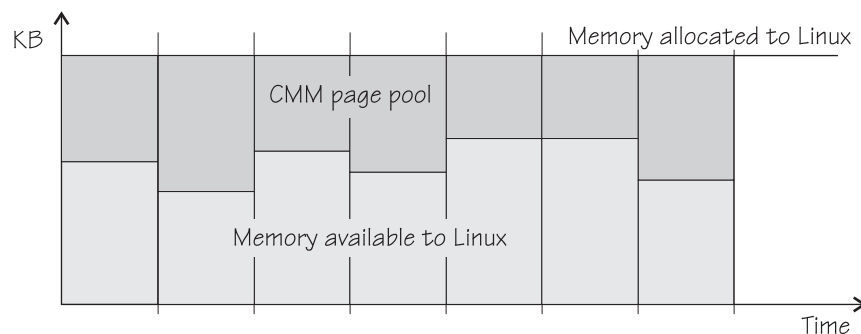 KB
Memory allocated to Linux
CMM page pool
Memory available to Linux
Time